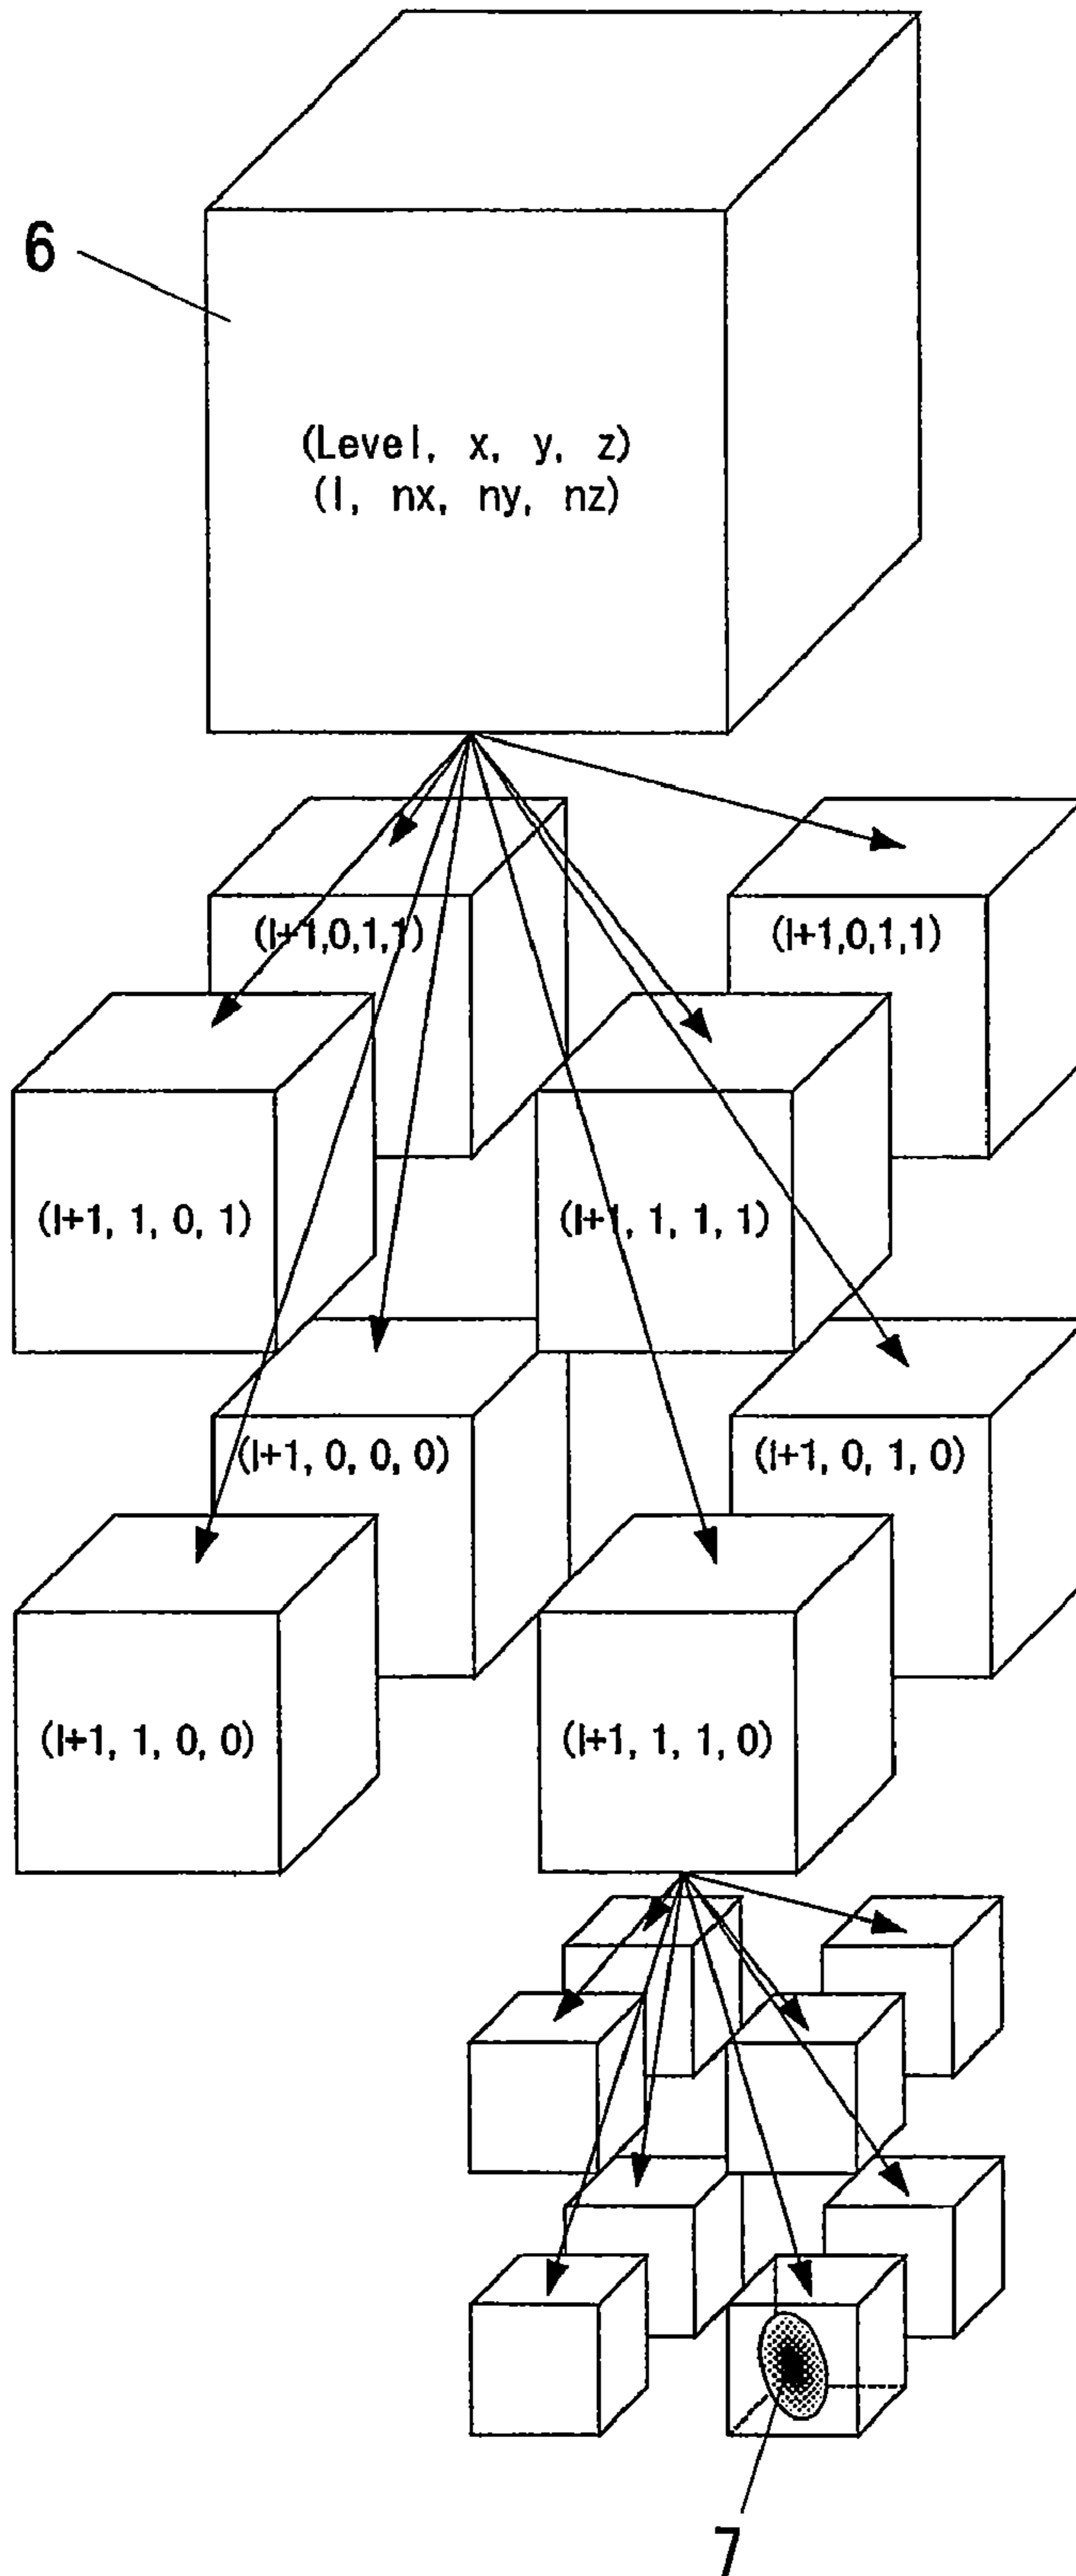 6
(Level, x, y, z)
(l, nx, ny, nz)
(l+1,0,1,1)
(l+1,0,1,1)
(l+1, 1, 0, 1)
(l+1, 1, 1, 1)
(l+1, 0, 0, 0)
(l+1, 0, 1, 0)
(l+1, 1, 0, 0)
(l+1, 1, 1, 0)
7